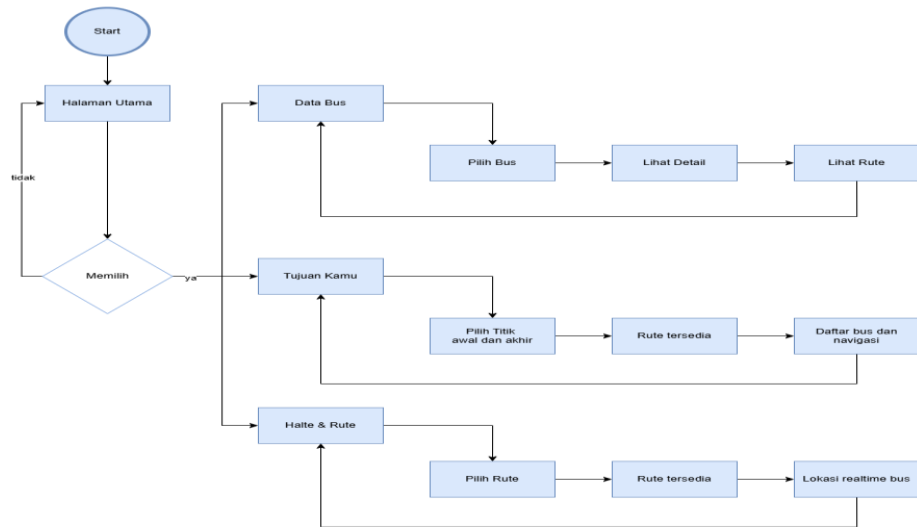 Start
Halaman Utama
Data Bus
Pilih Bus
Lihat Detail
Lihat Rute
tidak
Memilih
ya
Tujuan Kamu
Pilih Titik
awal dan akhir
Rute tersedia
Daftar bus dan
navigasi
Halte & Rute
Pilih Rute
Rute tersedia
Lokasi realtime bus